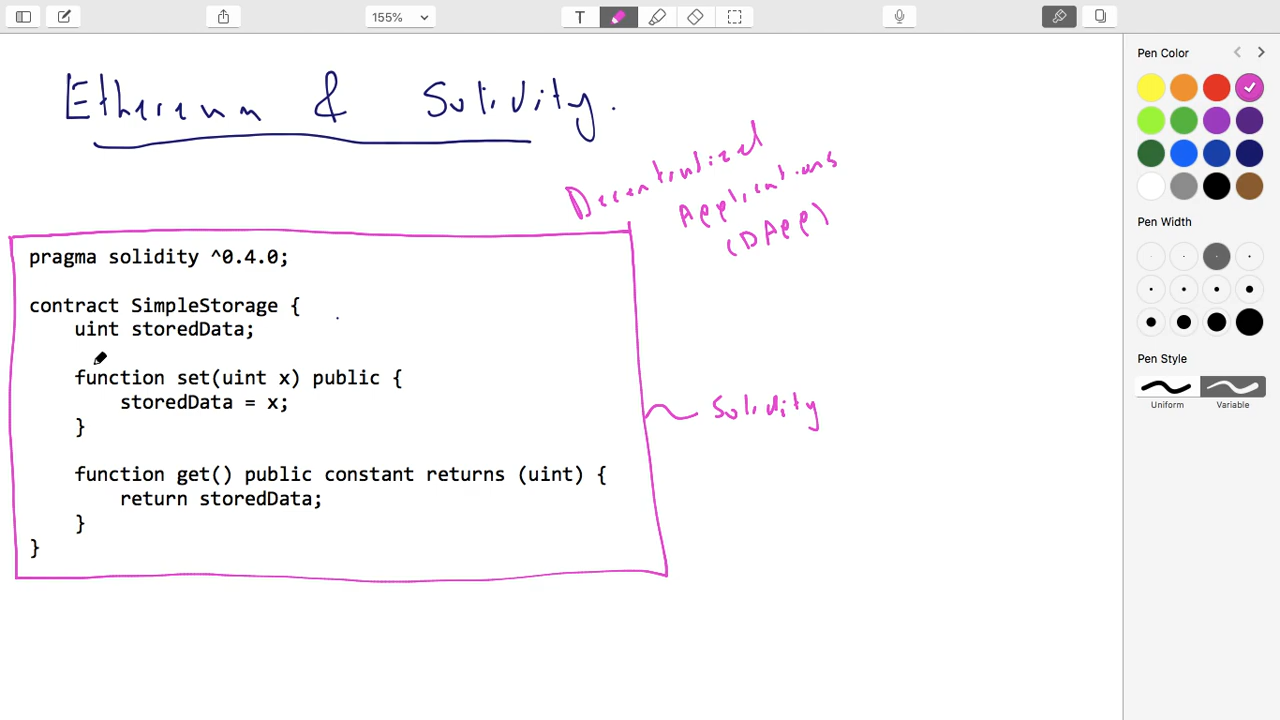 155%
T
Ethereum & Solidity.
Decentralized
Applications
(DApp)
pragma solidity ^0.4.0;
contract SimpleStorage {
uint storedData;
function set(uint x) public {
storedData = x;
}
function get() public constant returns (uint) {
return storedData;
}
}
Solidity
Pen Color
Pen Width
Pen Style
Uniform
Variable